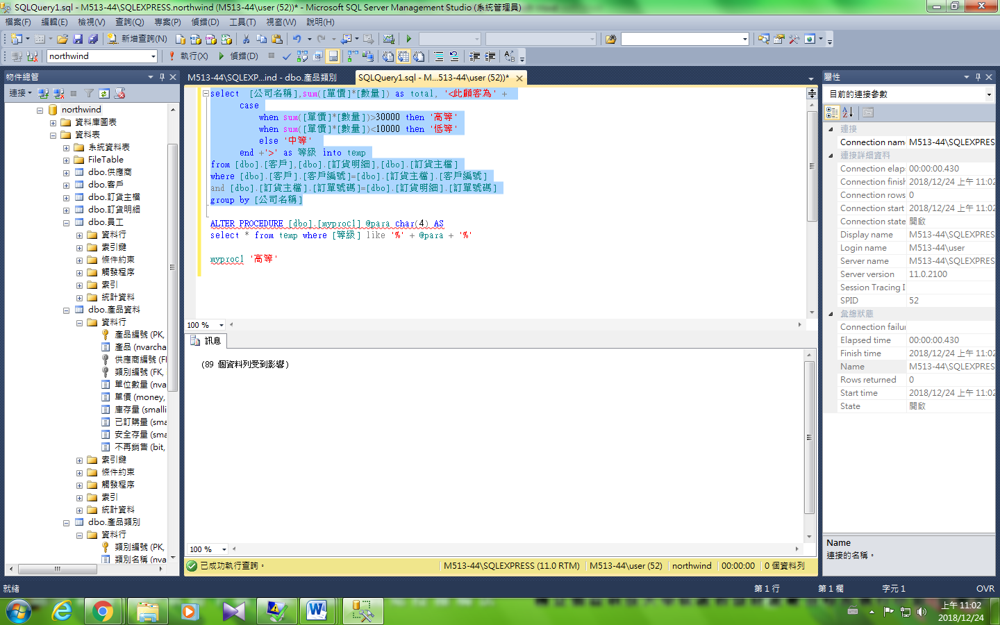 SQLQuery1.sql - M513-44\SQLEXPRESS.northwind (M513-44\user (52))* - Microsoft SQL Server Management Studio (系統管理員)
檔案(F) 編輯(E) 檢視(V) 查詢(Q) 專案(P) 偵錯(D) 工具(T) 視窗(W) 說明(H)
新增查詢(N)
northwind 執行(X) 偵錯(D)
物件總管
連接
northwind
資料庫圖表
資料表
系統資料表
FileTable
dbo.供應商
dbo.客戶
dbo.訂貨主檔
dbo.訂貨明細
dbo.員工
資料行
索引鍵
條件約束
觸發程序
索引
統計資料
dbo.產品資料
資料行
產品編號 (PK,
產品 (nvarcha
供應商編號 (F
類別編號 (FK,
單位數量 (nva
單價 (money,
庫存量 (smalli
已訂購量 (sma
安全存量 (sma
不再銷售 (bit,
索引鍵
條件約束
觸發程序
索引
統計資料
dbo.產品類別
資料行
類別編號 (PK,
類別名稱 (nva
M513-44\SQLEXP...ind - dbo.產品類別 SQLQuery1.sql - M...513-44\user (52))*
select  [公司名稱],sum([單價]*[數量]) as total, '<此顧客為' +
case
when sum([單價]*[數量])>30000 then '高等'
when sum([單價]*[數量])<10000 then '低等'
else '中等'
end +'>' as 等級 into temp
from [dbo].[客戶],[dbo].[訂貨明細],[dbo].[訂貨主檔]
where [dbo].[客戶].[客戶編號]=[dbo].[訂貨主檔].[客戶編號]
and [dbo].[訂貨主檔].[訂單號碼]=[dbo].[訂貨明細].[訂單號碼]
group by [公司名稱]
ALTER PROCEDURE [dbo].[myproc1] @para char(4) AS
select * from temp where [等級] like '%' + @para + '%'
myproc1 '高等'
100 %
訊息
(89 個資料列受到影響)
100 %
已成功執行查詢。 M513-44\SQLEXPRESS (11.0 RTM) M513-44\user (52) northwind 00:00:00 0 個資料列
屬性
目前的連接參數
連接
Connection nam M513-44\SQLEXPRESS
連接詳細資料
Connection elap 00:00:00.430
Connection finish 2018/12/24 上午 11:02
Connection rows 0
Connection start 2018/12/24 上午 11:02
Connection state 開啟
Display name M513-44\SQLEXPRESS
Login name M513-44\user
Server name M513-44\SQLEXPRESS
Server version 11.0.2100
Session Tracing I
SPID 52
彙總狀態
Connection failur
Elapsed time 00:00:00.430
Finish time 2018/12/24 上午 11:02
Name M513-44\SQLEXPRESS
Rows returned 0
Start time 2018/12/24 上午 11:02
State 開啟
Name
連接的名稱。
就緒 第 1 行 第 1 欄 字元 1 OVR
上午 11:02
2018/12/24